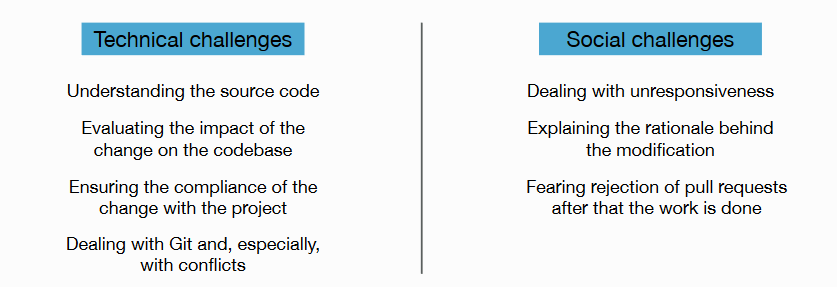 Technical challenges
Understanding the source code
Evaluating the impact of the
change on the codebase
Ensuring the compliance of the
change with the project
Dealing with Git and, especially,
with conflicts
Social challenges
Dealing with unresponsiveness
Explaining the rationale behind
the modification
Fearing rejection of pull requests
after that the work is done